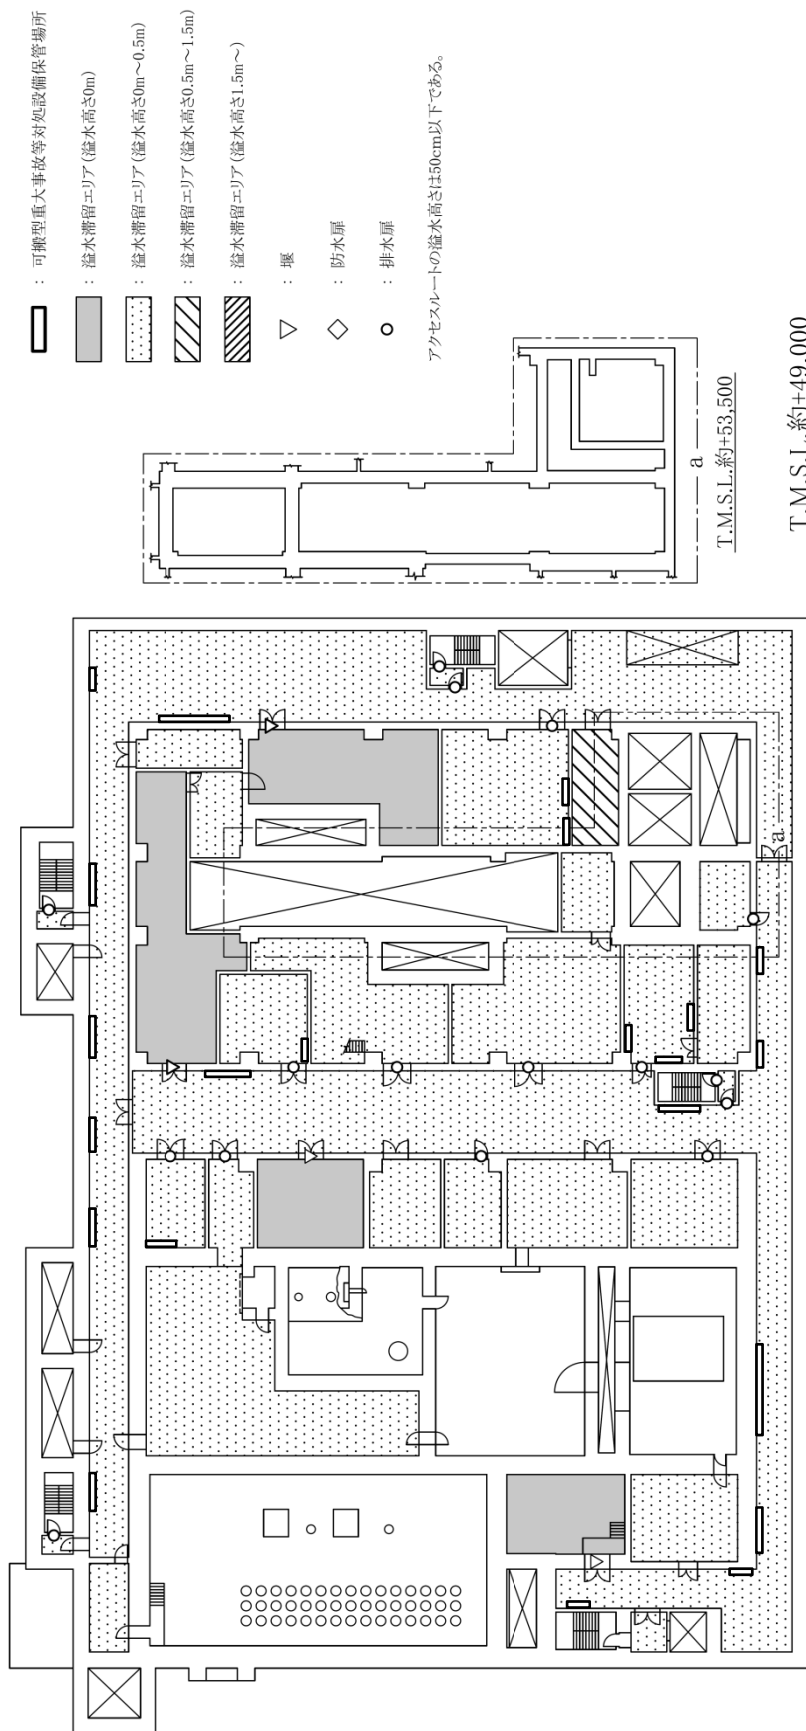 ： 可搬型重大事故等対処設備保管場所
： 溢水滞留エリア(溢水高さ0m)
： 溢水滞留エリア(溢水高さ0m～0.5m)
： 溢水滞留エリア(溢水高さ0.5m～1.5m)
： 溢水滞留エリア(溢水高さ1.5m～)
： 堰
： 防水扉
： 排水扉
アクセスルートの溢水高さは50cm以下である。
a
T.M.S.L.約+53,500
T.M.S.L.約+49,000
a